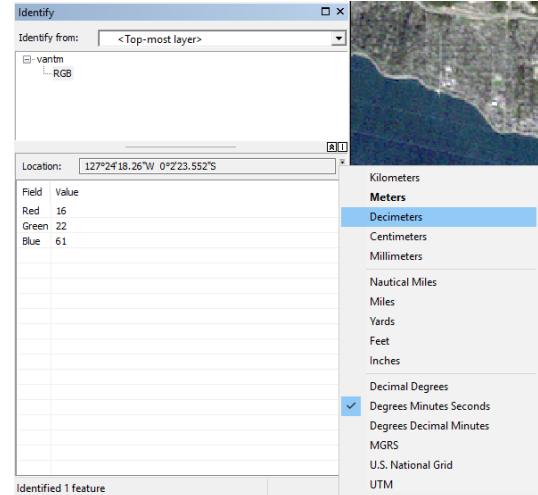 Identify
Identify from: <Top-most layer>
vantm
RGB
Location: 127°24'18.26"W 0°2'23.552"S
Field Value
Red 16
Green 22
Blue 61
Identified 1 feature
Kilometers
Meters
Decimeters
Centimeters
Millimeters
Nautical Miles
Miles
Yards
Feet
Inches
Decimal Degrees
Degrees Minutes Seconds
Degrees Decimal Minutes
MGRS
U.S. National Grid
UTM